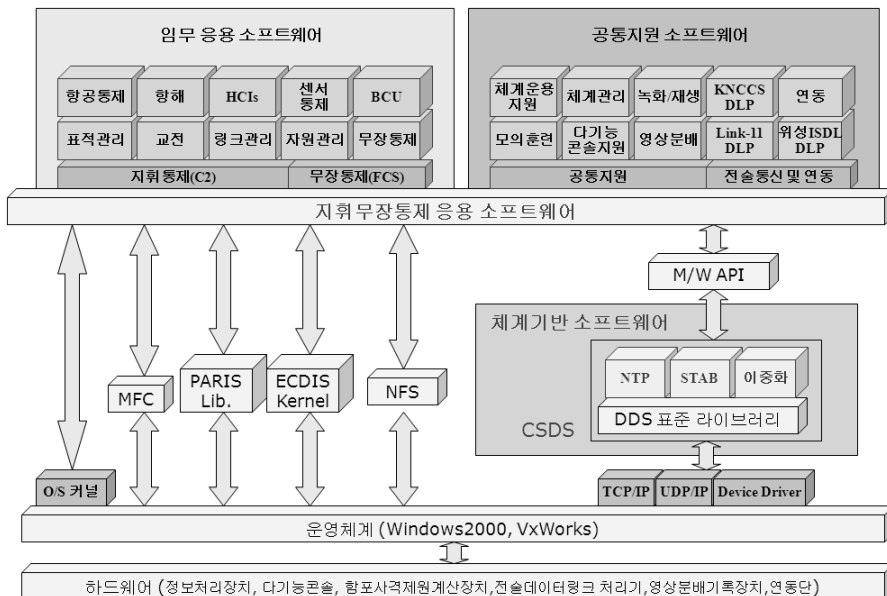 임무 응용 소프트웨어
항공통제
항해
HCIs
센서
통제
BCU
표적관리
교전
링크관리
자원관리
무장통제
지휘통제(C2)
무장통제(FCS)
공통지원 소프트웨어
체계운용
지원
체계관리
녹화/재생
KNCCS
DLP
연동
모의훈련
다기능
콘솔지원
영상분배
Link-11
DLP
위성ISDL
DLP
공통지원
전술통신 및 연동
지휘무장통제 응용 소프트웨어
M/W API
체계기반 소프트웨어
NTP
STAB
이중화
DDS 표준 라이브러리
CSDS
MFC
PARIS
Lib.
ECDIS
Kernel
NFS
O/S 커널
TCP/IP
UDP/IP
Device Driver
운영체계 (Windows2000, VxWorks)
하드웨어 (정보처리장치, 다기능콘솔, 함포사격제원계산장치,전술데이터링크 처리기,영상분배기록장치,연동단)